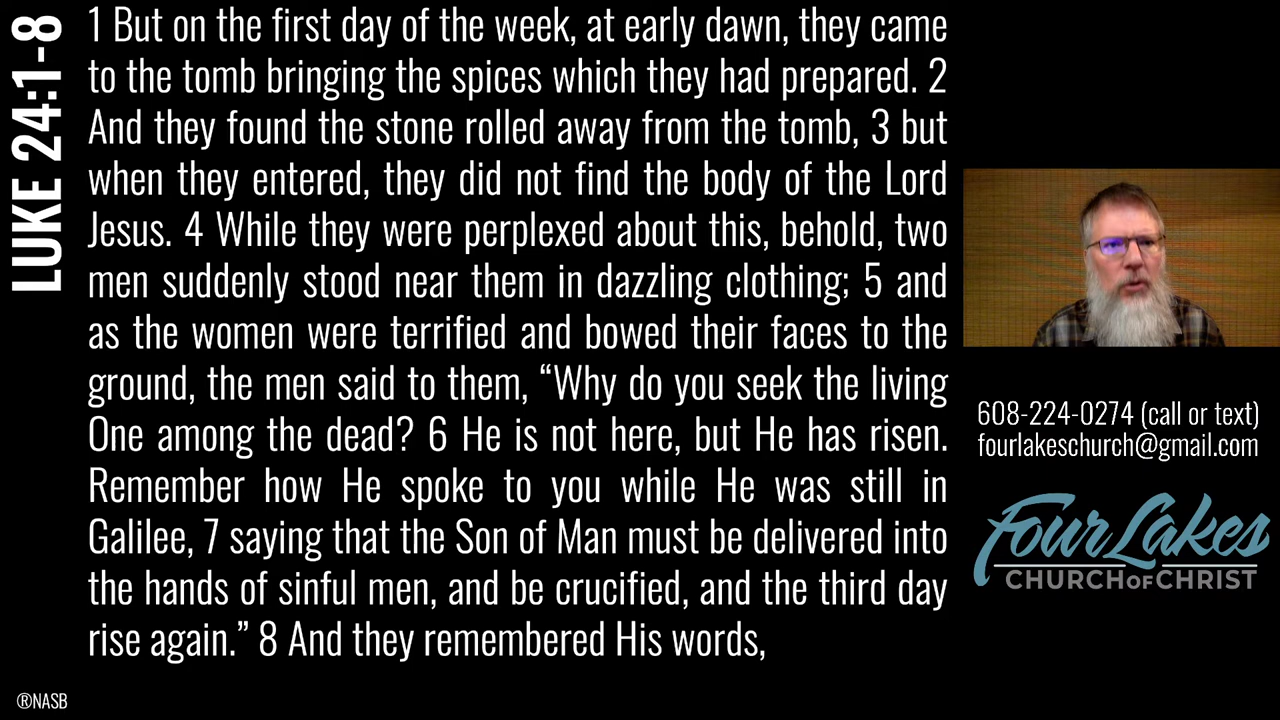 LUKE 24:1-8
1 But on the first day of the week, at early dawn, they came
to the tomb bringing the spices which they had prepared. 2
And they found the stone rolled away from the tomb, 3 but
when they entered, they did not find the body of the Lord
Jesus. 4 While they were perplexed about this, behold, two
men suddenly stood near them in dazzling clothing; 5 and
as the women were terrified and bowed their faces to the
ground, the men said to them, “Why do you seek the living
One among the dead? 6 He is not here, but He has risen.
Remember how He spoke to you while He was still in
Galilee, 7 saying that the Son of Man must be delivered into
the hands of sinful men, and be crucified, and the third day
rise again.” 8 And they remembered His words,
®NASB
608-224-0274 (call or text)
fourlakeschurch@gmail.com
Four Lakes
CHURCH OF CHRIST